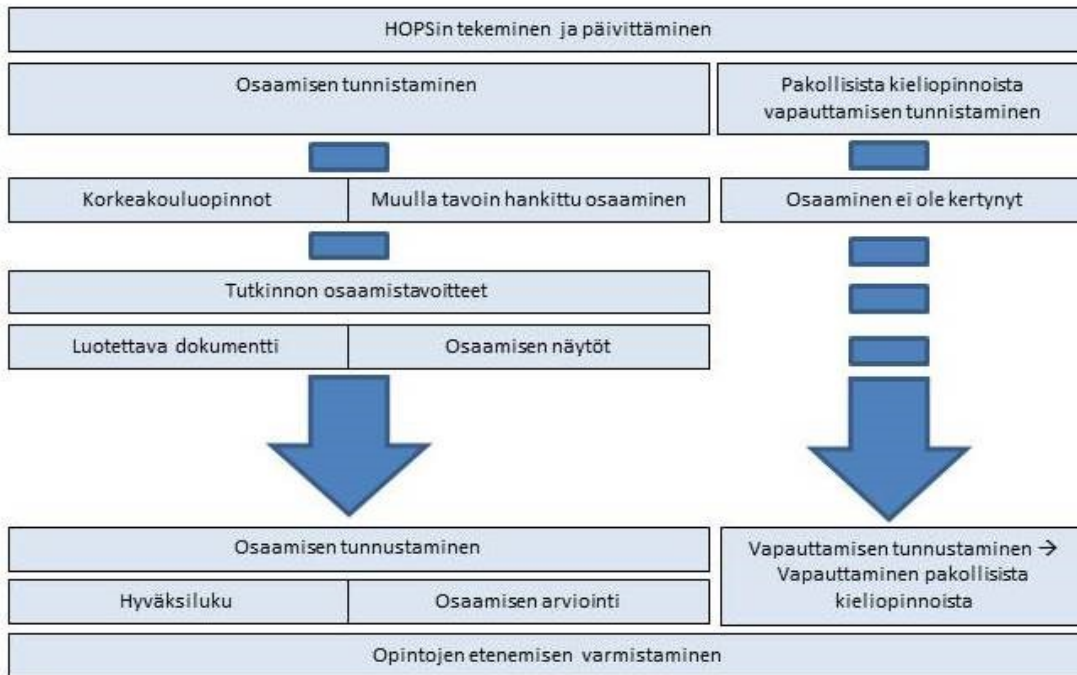 HOPSin tekeminen ja päivittäminen
Osaamisen tunnistaminen
Pakollisista kieliopinnoista
vapauttamisen tunnistaminen
Korkeakouluopinnot
Muulla tavoin hankittu osaaminen
Osaaminen ei ole kertynyt
Tutkinnon osaamistavoitteet
Luotettava dokumentti
Osaamisen näytöt
Osaamisen tunnustaminen
Vapauttamisen tunnustaminen →
Vapauttaminen pakollisista
kieliopinnoista
Hyväksiluku
Osaamisen arviointi
Opintojen etenemisen varmistaminen